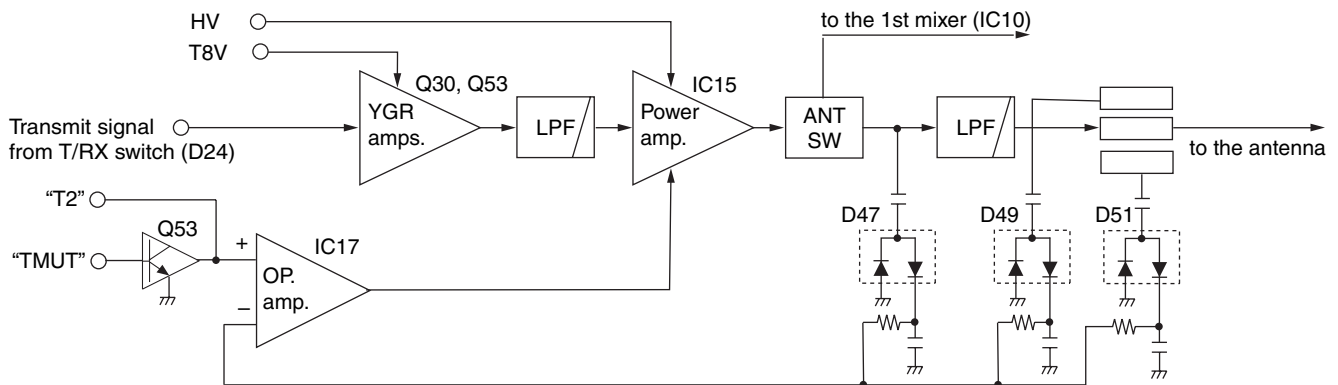 HV
T8V
to the 1st mixer (IC10)
Q30, Q53
IC15
YGR
amps.
LPF
Power
amp.
ANT
SW
LPF
Transmit signal
from T/RX switch (D24)
to the antenna
“T2”
Q53
“TMUT”
+
IC17
OP.
amp.
–
D47
D49
D51